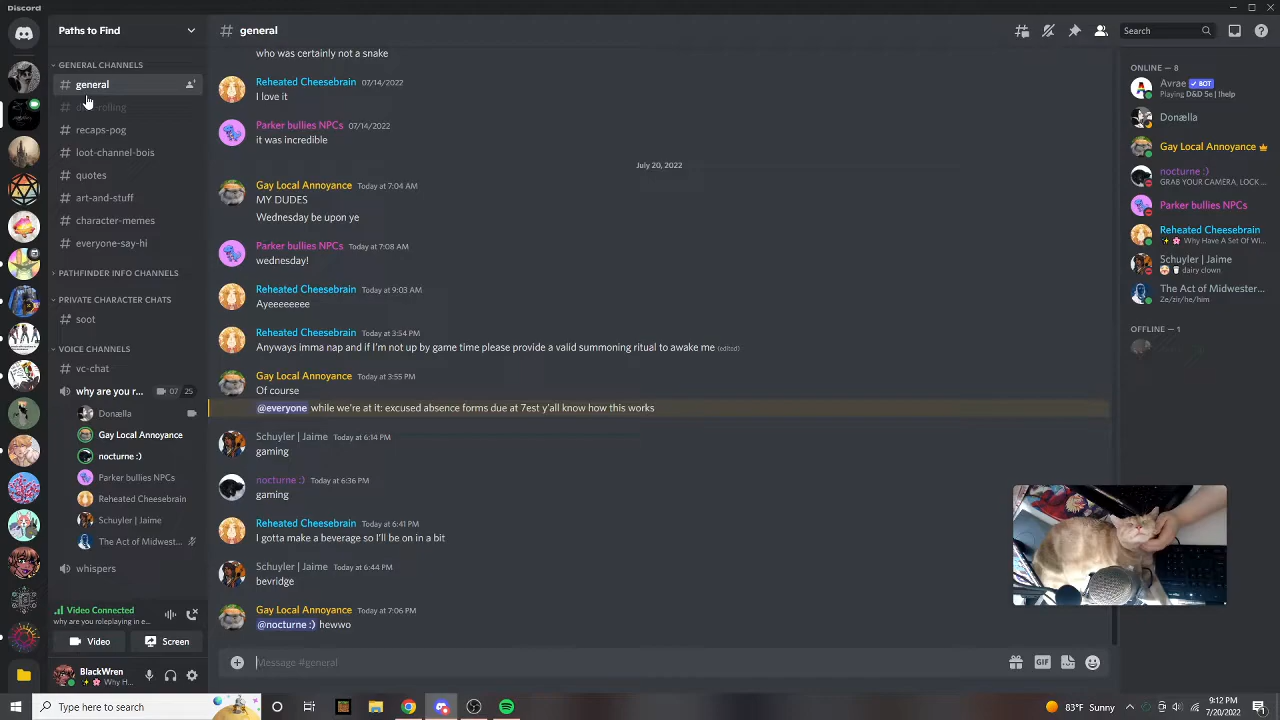 Discord
Paths to Find
general
Search
GENERAL CHANNELS
general
recaps-pog
loot-channel-bois
quotes
art-and-stuff
character-memes
everyone-say-hi
PATHFINDER INFO CHANNELS
PRIVATE CHARACTER CHATS
soot
VOICE CHANNELS
vc-chat
why are you r... 07 25
Donælla
Gay Local Annoyance
nocturne :)
Parker bullies NPCs
Reheated Cheesebrain
Schuyler | Jaime
The Act of Midwest...
whispers
Video Connected
why are you roleplaying in e...
Video Screen
BlackWren
Why H...
who was certainly not a snake
Reheated Cheesebrain 07/14/2022
I love it
Parker bullies NPCs 07/14/2022
it was incredible
July 20, 2022
Gay Local Annoyance Today at 7:04 AM
MY DUDES
Wednesday be upon ye
Parker bullies NPCs Today at 7:08 AM
wednesday!
Reheated Cheesebrain Today at 9:03 AM
Ayeeeeeeee
Reheated Cheesebrain Today at 3:54 PM
Anyways imma nap and if I'm not up by game time please provide a valid summoning ritual to awake me (edited)
Gay Local Annoyance Today at 3:55 PM
Of course
@everyone while we're at it: excused absence forms due at 7est y'all know how this works
Schuyler | Jaime Today at 6:14 PM
gaming
nocturne :) Today at 6:36 PM
gaming
Reheated Cheesebrain Today at 6:41 PM
I gotta make a beverage so I'll be on in a bit
Schuyler | Jaime Today at 6:44 PM
bevridge
Gay Local Annoyance Today at 7:06 PM
@nocturne :) hewwo
Message #general
GIF
ONLINE — 8
Avrae BOT
Playing D&D 5e | !help
Donælla
Gay Local Annoyance
nocturne :)
GRAB YOUR CAMERA, LOCK ...
Parker bullies NPCs
Reheated Cheesebrain
Why Have A Set Of Wi...
Schuyler | Jaime
dairy clown
The Act of Midwester...
Ze/zir/he/him
OFFLINE — 1
Type here to search
83°F Sunny
9:12 PM
7/20/2022